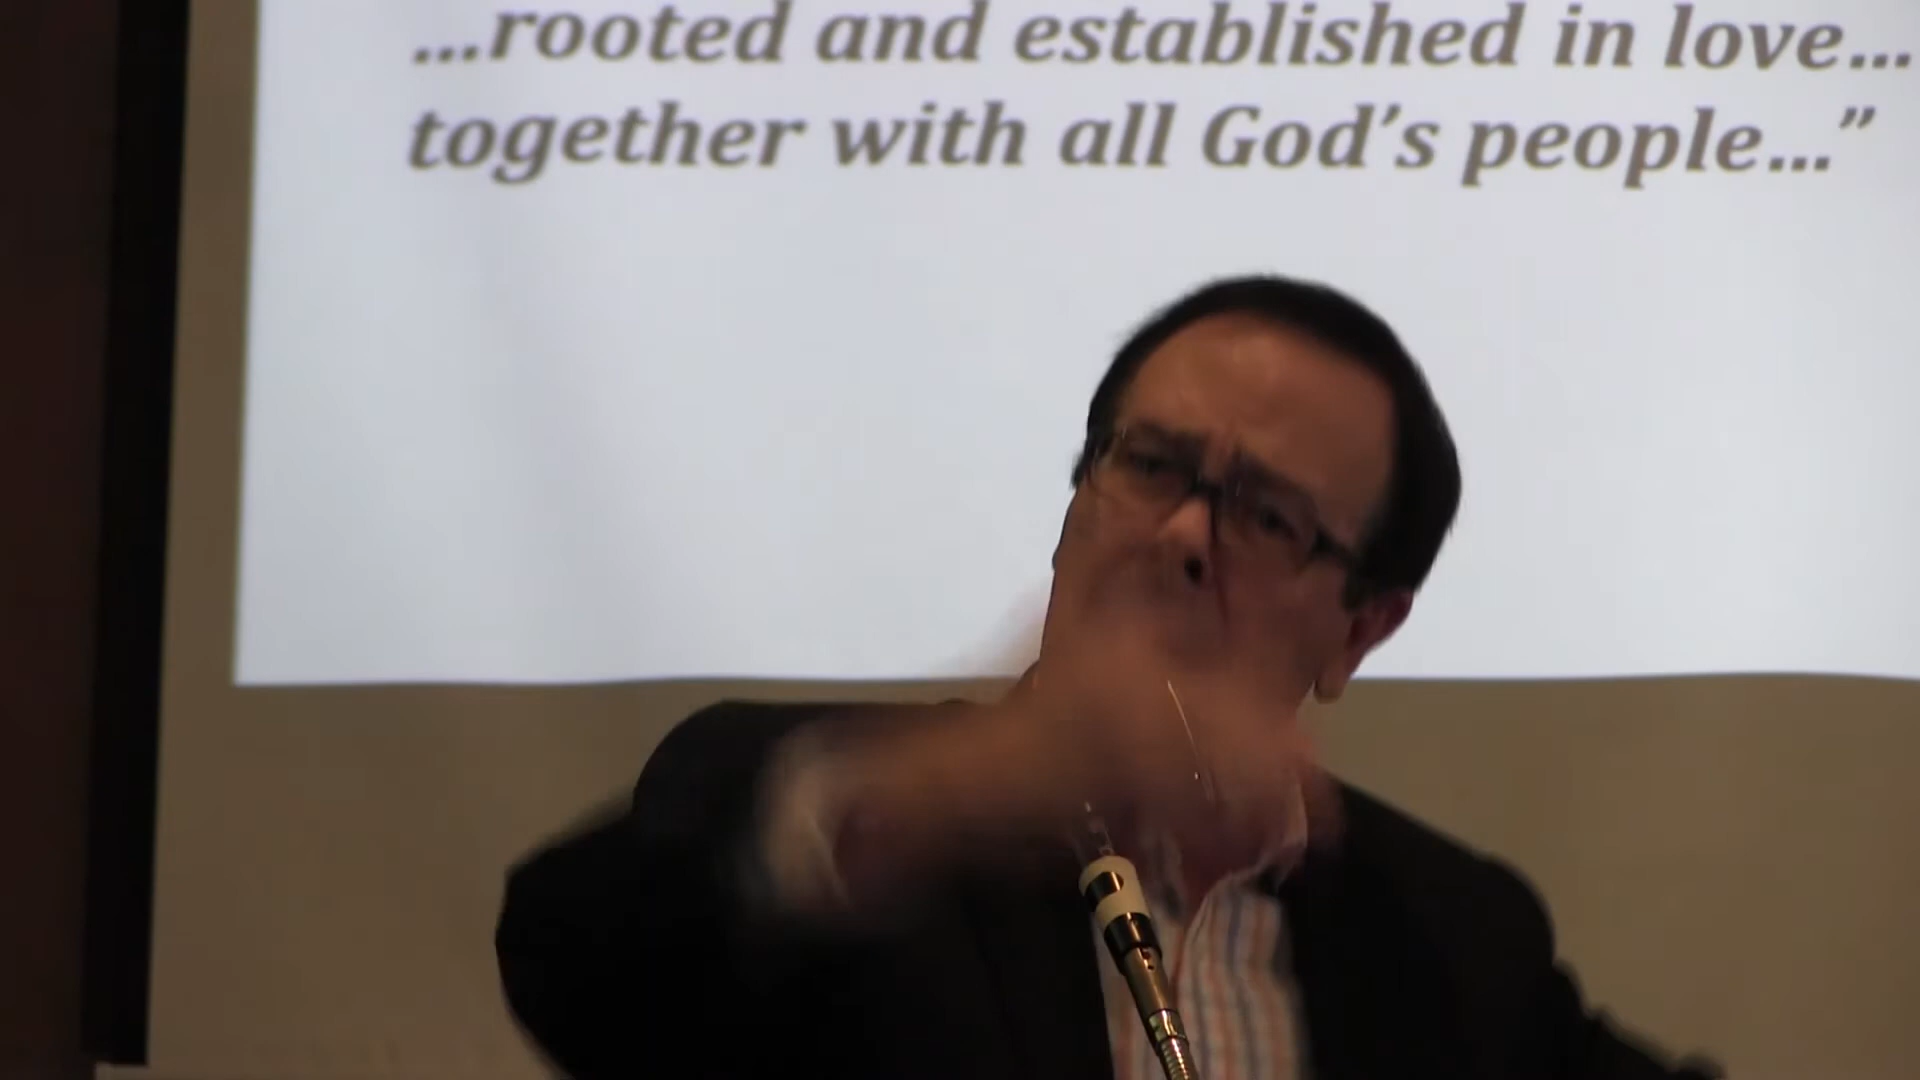 …rooted and established in love…
together with all God’s people…”